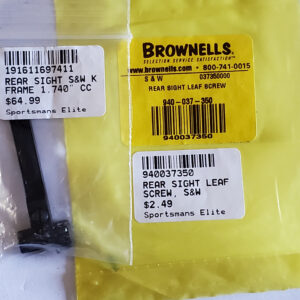 191611697411
REAR SIGHT S&W K
FRAME 1.740" CC
$64.99
Sportsmans Elite
BROWNELLS®
SELECTION SERVICE SATISFACTION™
www.brownells.com • 800-741-0015
S & W 037350000
REAR SIGHT LEAF SCREW
940-037-350
940037350
940037350
REAR SIGHT LEAF
SCREW, S&W
$2.49
Sportsmans Elite